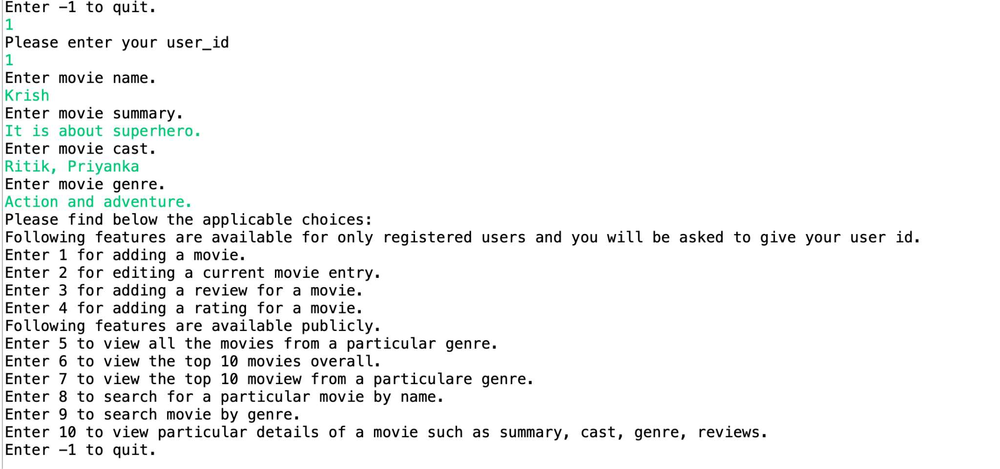 Enter -1 to quit.
1
Please enter your user_id
1
Enter movie name.
Krish
Enter movie summary.
It is about superhero.
Enter movie cast.
Ritik, Priyanka
Enter movie genre.
Action and adventure.
Please find below the applicable choices:
Following features are available for only registered users and you will be asked to give your user id.
Enter 1 for adding a movie.
Enter 2 for editing a current movie entry.
Enter 3 for adding a review for a movie.
Enter 4 for adding a rating for a movie.
Following features are available publicly.
Enter 5 to view all the movies from a particular genre.
Enter 6 to view the top 10 movies overall.
Enter 7 to view the top 10 moview from a particulare genre.
Enter 8 to search for a particular movie by name.
Enter 9 to search movie by genre.
Enter 10 to view particular details of a movie such as summary, cast, genre, reviews.
Enter -1 to quit.